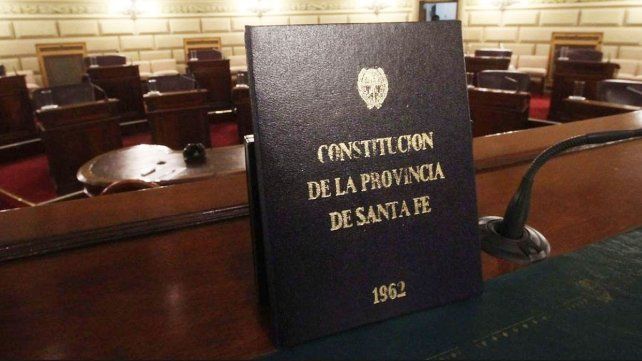 CONSTITUCION
DE LA PROVINCIA
DE SANTA FE
1962